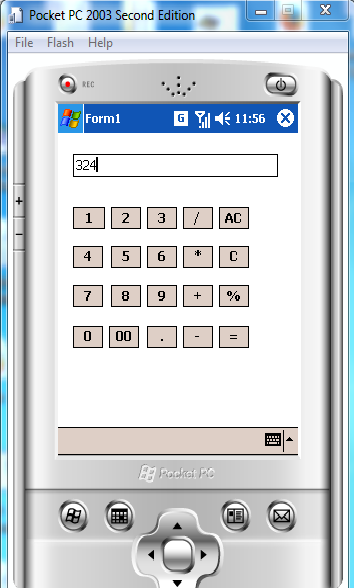 Pocket PC 2003 Second Edition
File Flash Help
REC
Form1 G 11:56
324
1 2 3 / AC
4 5 6 * C
7 8 9 + %
0 00 . - =
Pocket PC